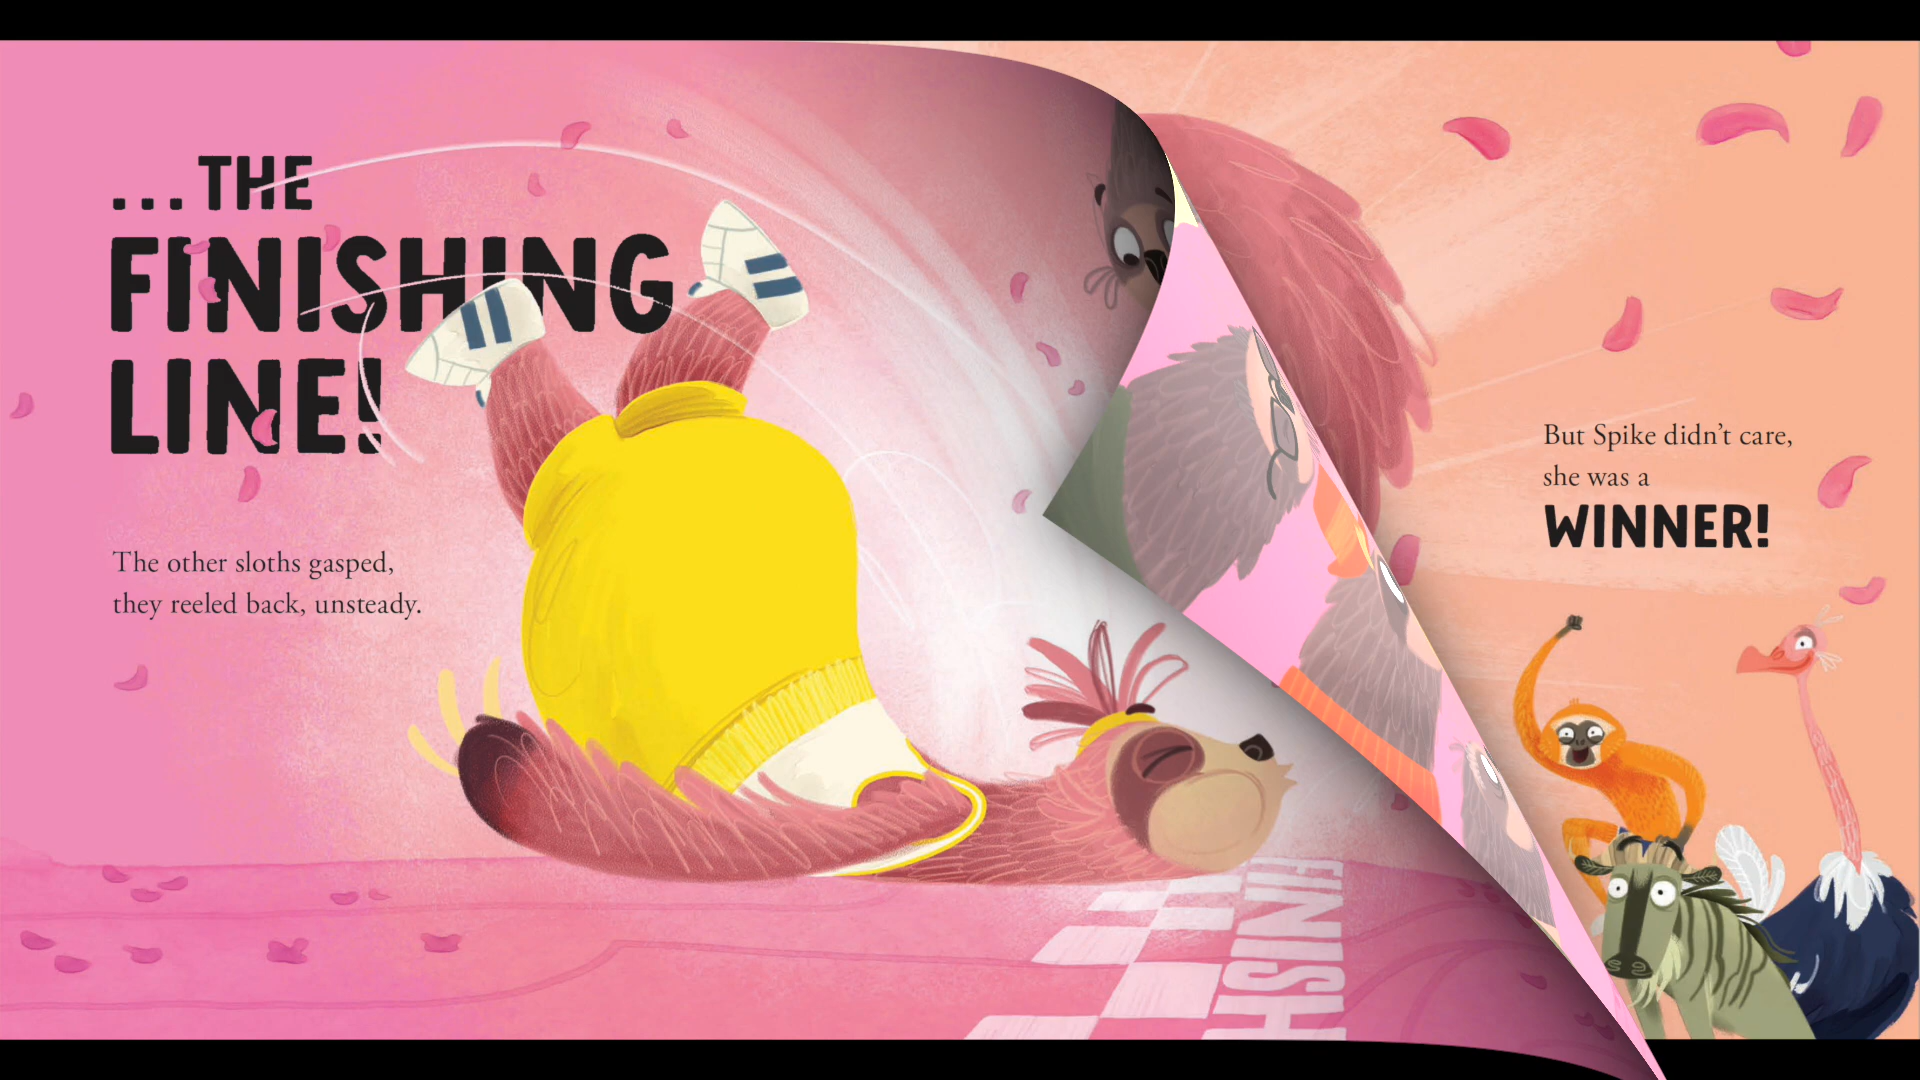 ...THE
FINISHING
LINE!
The other sloths gasped,
they reeled back, unsteady.
FINISH
But Spike didn't care,
she was a
WINNER!